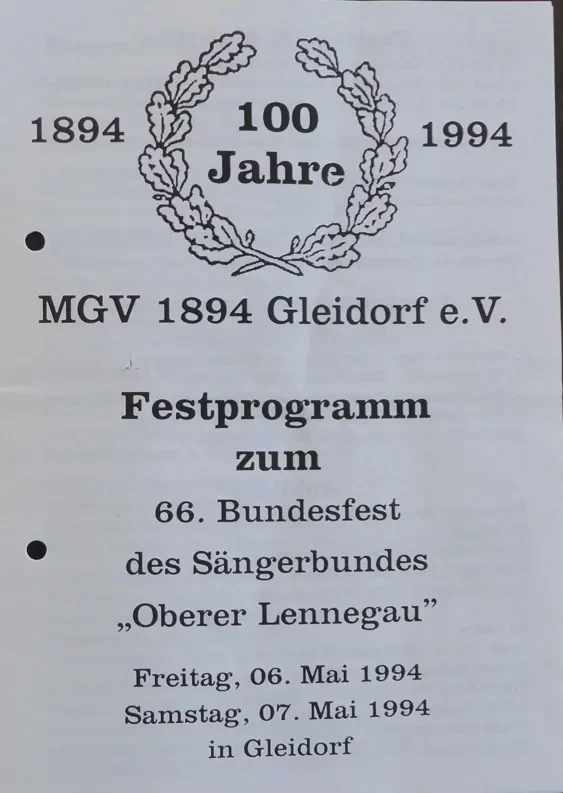 1894
100
Jahre
1994
MGV 1894 Gleidorf e.V.
Festprogramm
zum
66. Bundesfest
des Sängerbundes
„Oberer Lennegau”
Freitag, 06. Mai 1994
Samstag, 07. Mai 1994
in Gleidorf